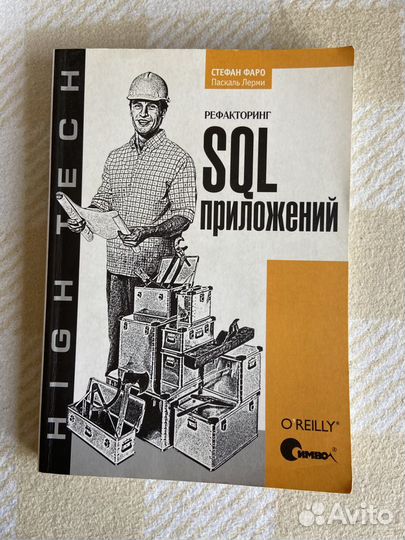 HIGH TECH
СТЕФАН ФАРО
Паскаль Лерми
РЕФАКТОРИНГ
SQL
приложений
O REILLY®
Символ®
Avito